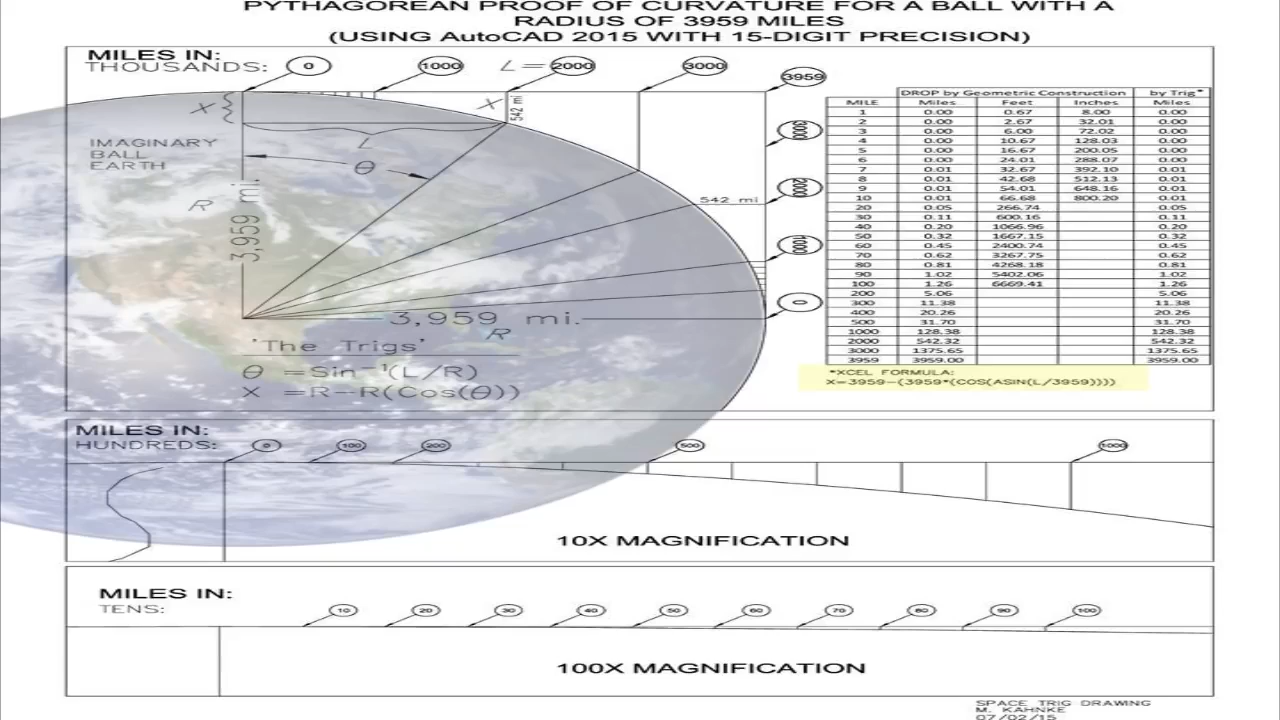 PYTHAGOREAN PROOF OF CURVATURE FOR A BALL WITH A
RADIUS OF 3959 MILES
(USING AutoCAD 2015 WITH 15-DIGIT PRECISION)
MILES IN:
THOUSANDS:
0
1000
L=2000
3000
3959
X
X
542 mi
L
θ
IMAGINARY
BALL
EARTH
R
3,959 mi.
3000
2000
542 mi
1000
0
3,959 mi.
R
'The Trigs'
θ =Sin⁻¹(L/R)
X =R-R(Cos(θ))
DROP by Geometric Construction by Trig*
MILE Miles Feet Inches Miles
1 0.00 0.67 8.00 0.00
2 0.00 2.67 32.01 0.00
3 0.00 6.00 72.02 0.00
4 0.00 10.67 128.03 0.00
5 0.00 16.67 200.05 0.00
6 0.00 24.01 288.07 0.00
7 0.01 32.67 392.10 0.01
8 0.01 42.68 512.13 0.01
9 0.01 54.01 648.16 0.01
10 0.01 66.68 800.20 0.01
20 0.05 266.74 0.05
30 0.11 600.16 0.11
40 0.20 1066.96 0.20
50 0.32 1667.15 0.32
60 0.45 2400.74 0.45
70 0.62 3267.75 0.62
80 0.81 4268.18 0.81
90 1.02 5402.06 1.02
100 1.26 6669.41 1.26
200 5.06 5.06
300 11.38 11.38
400 20.26 20.26
500 31.70 31.70
1000 128.38 128.38
2000 542.32 542.32
3000 1375.65 1375.65
3959 3959.00 3959.00
*XCEL FORMULA:
X=3959-(3959*(COS(ASIN(L/3959))))
MILES IN:
HUNDREDS:
0
100
200
500
1000
10X MAGNIFICATION
MILES IN:
TENS:
10
20
30
40
50
60
70
80
90
100
100X MAGNIFICATION
SPACE TRIG DRAWING
M. KAHNKE
07/02/15